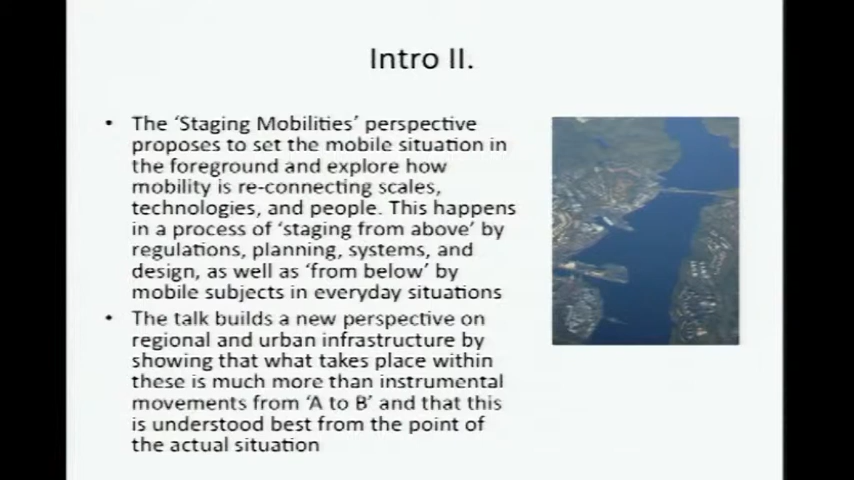 Intro II.
• The ‘Staging Mobilities’ perspective
proposes to set the mobile situation in
the foreground and explore how
mobility is re-connecting scales,
technologies, and people. This happens
in a process of ‘staging from above’ by
regulations, planning, systems, and
design, as well as ‘from below’ by
mobile subjects in everyday situations
• The talk builds a new perspective on
regional and urban infrastructure by
showing that what takes place within
these is much more than instrumental
movements from ‘A to B’ and that this
is understood best from the point of
the actual situation